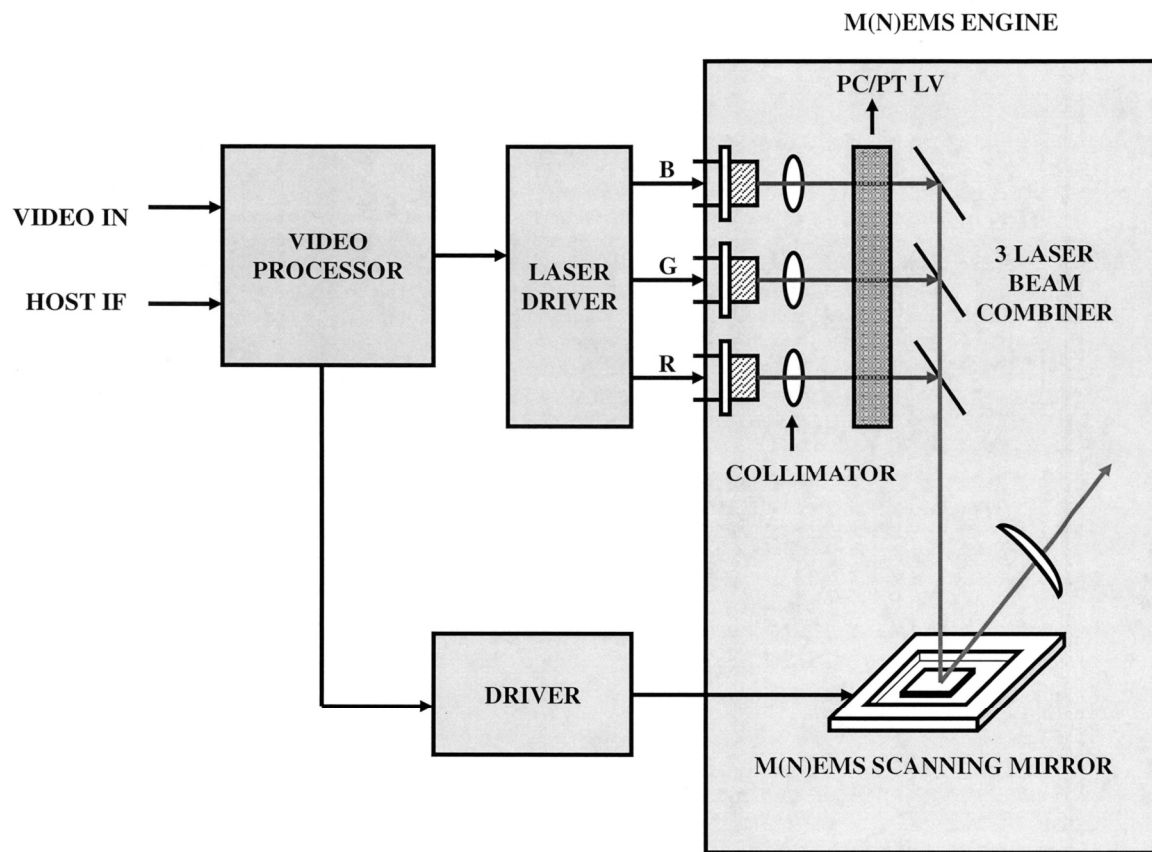 M(N)EMS ENGINE
PC/PT LV
VIDEO IN
HOST IF
VIDEO
PROCESSOR
LASER
DRIVER
B
G
R
3 LASER
BEAM
COMBINER
COLLIMATOR
DRIVER
M(N)EMS SCANNING MIRROR